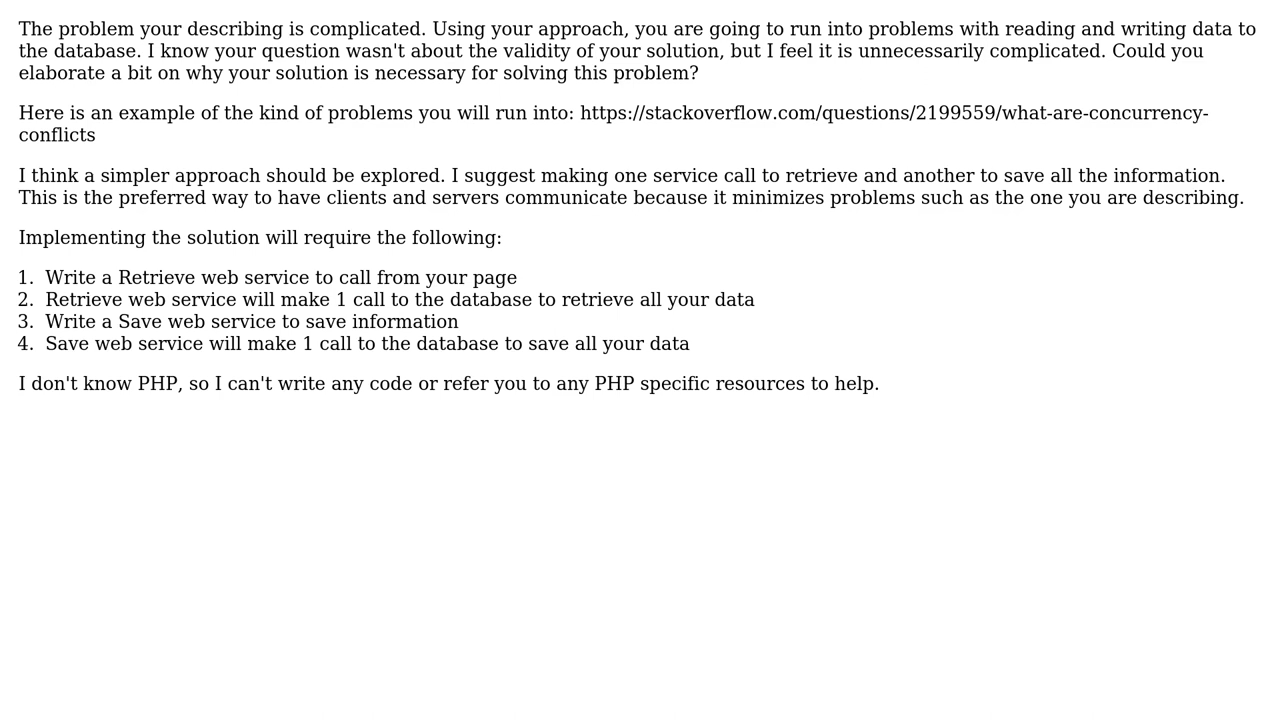 The problem your describing is complicated. Using your approach, you are going to run into problems with reading and writing data to
the database. I know your question wasn't about the validity of your solution, but I feel it is unnecessarily complicated. Could you
elaborate a bit on why your solution is necessary for solving this problem?
Here is an example of the kind of problems you will run into: https://stackoverflow.com/questions/2199559/what-are-concurrency-
conflicts
I think a simpler approach should be explored. I suggest making one service call to retrieve and another to save all the information.
This is the preferred way to have clients and servers communicate because it minimizes problems such as the one you are describing.
Implementing the solution will require the following:
1. Write a Retrieve web service to call from your page
2. Retrieve web service will make 1 call to the database to retrieve all your data
3. Write a Save web service to save information
4. Save web service will make 1 call to the database to save all your data
I don't know PHP, so I can't write any code or refer you to any PHP specific resources to help.